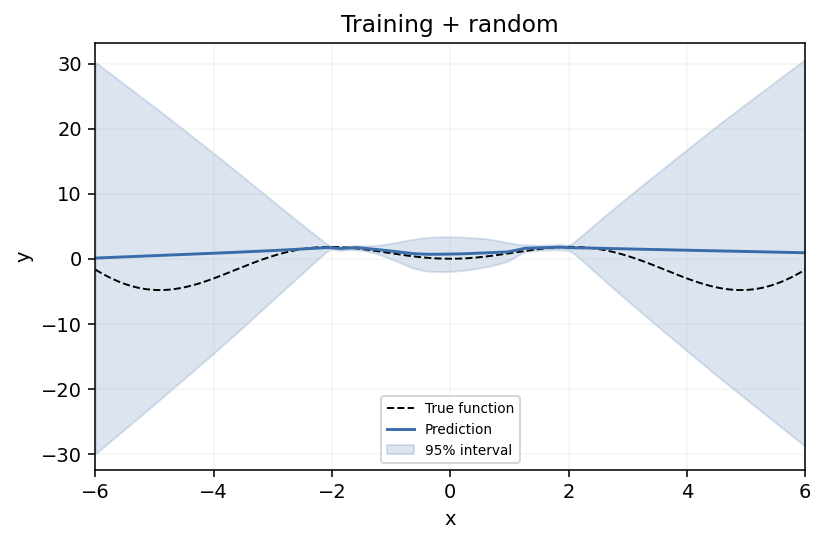 Training + random
30
20
10
0
−10
−20
−30
y
True function
Prediction
95% interval
−6
−4
−2
0
2
4
6
x